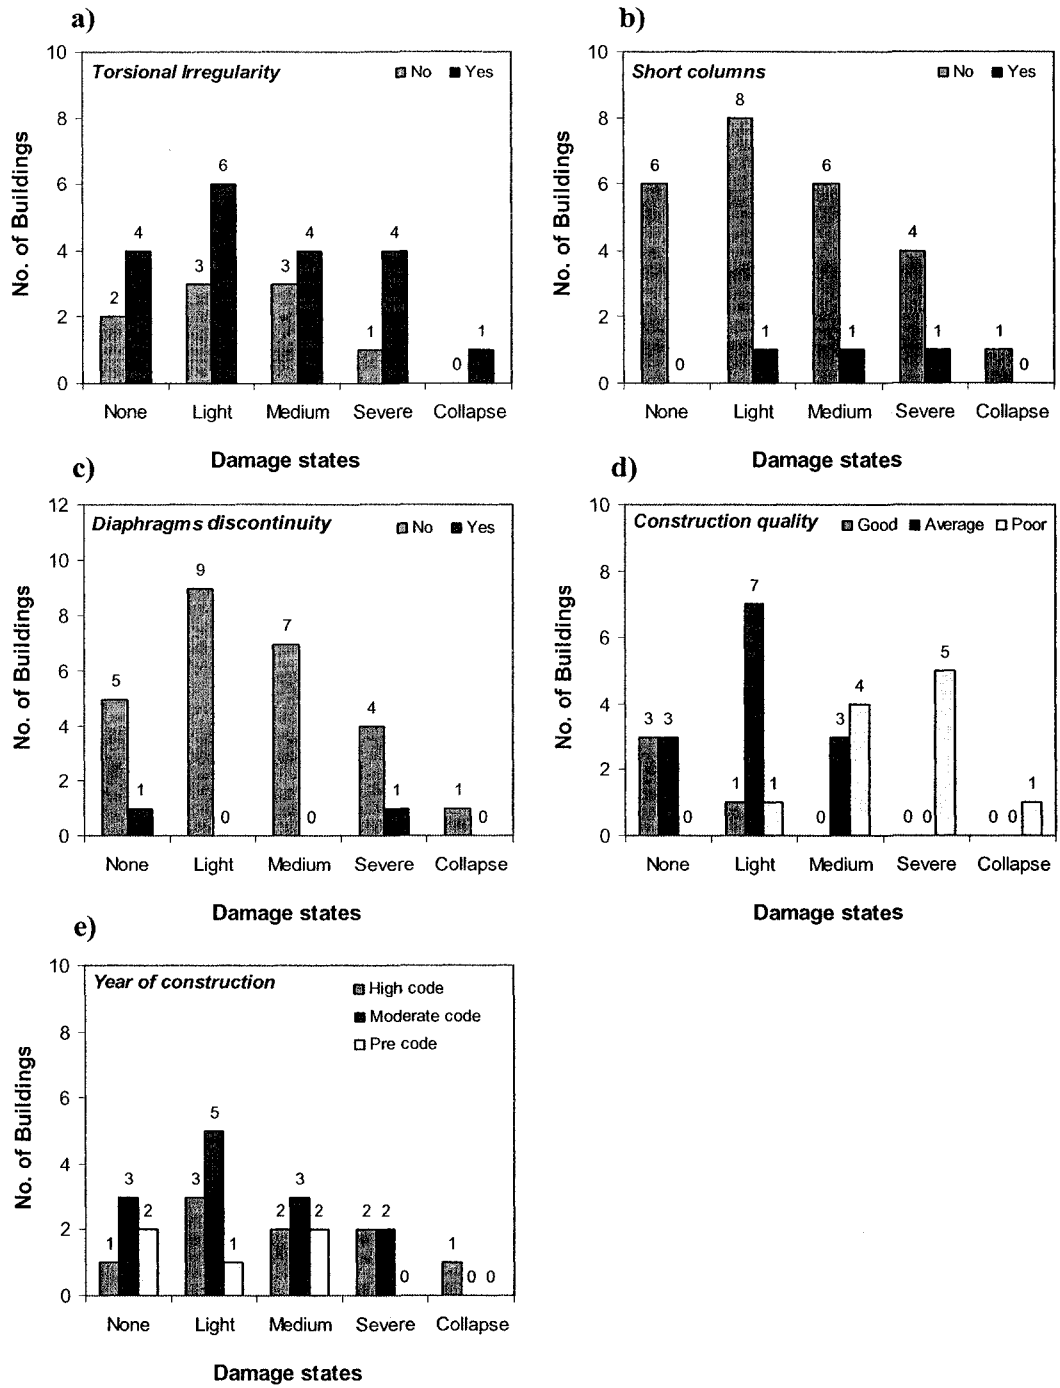 a)
Torsional Irregularity
No Yes
No. of Buildings
10
8
6
4
2
0
2 4 3 6 3 4 1 4 0 1
None Light Medium Severe Collapse
Damage states
b)
Short columns
No Yes
No. of Buildings
10
8
6
4
2
0
6 0 8 1 6 1 4 1 1 0
None Light Medium Severe Collapse
Damage states
c)
Diaphragms discontinuity
No Yes
No. of Buildings
12
10
8
6
4
2
0
5 1 9 0 7 0 4 1 1 0
None Light Medium Severe Collapse
Damage states
d)
Construction quality
Good Average Poor
No. of Buildings
10
8
6
4
2
0
3 3 0 1 7 1 0 3 4 0 0 5 0 0 1
None Light Medium Severe Collapse
Damage states
e)
Year of construction
High code
Moderate code
Pre code
No. of Buildings
10
8
6
4
2
0
1 3 2 3 5 1 2 3 2 2 2 0 1 0 0
None Light Medium Severe Collapse
Damage states